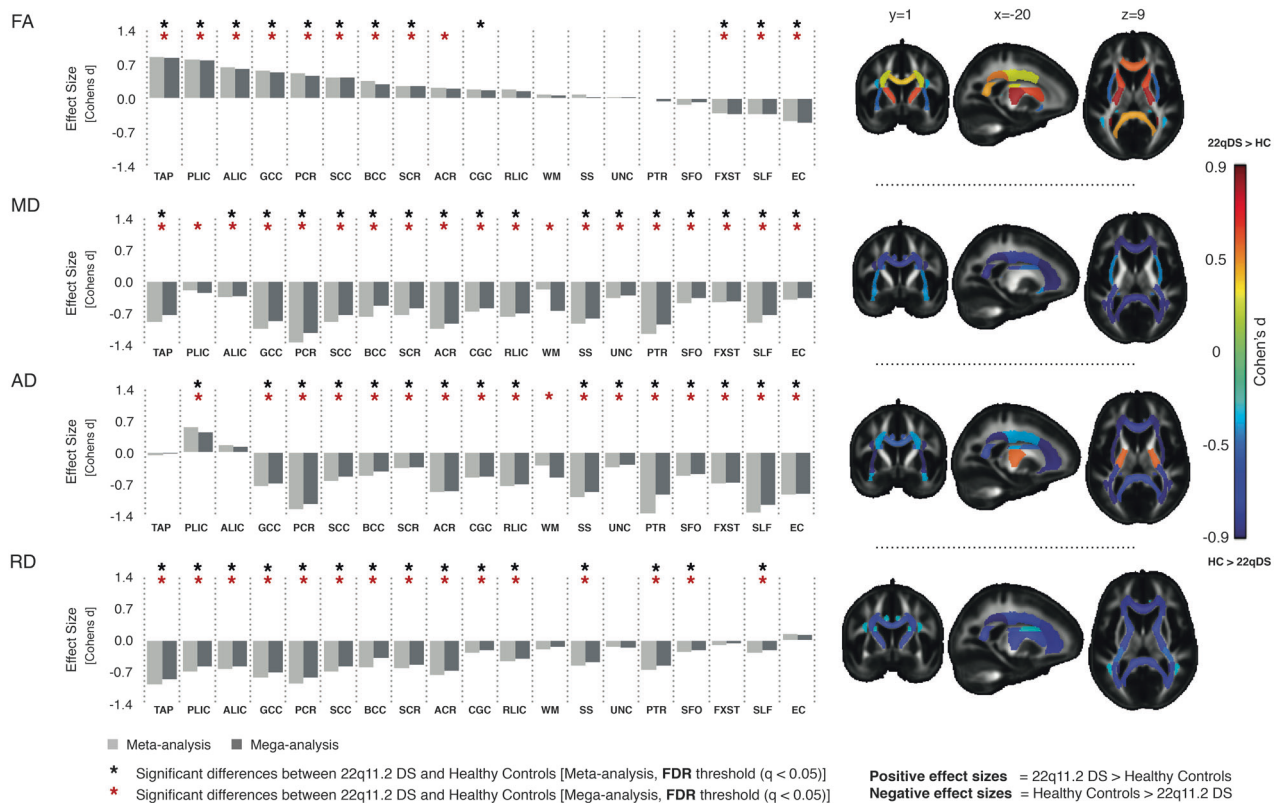 FA
Effect Size
[Cohens d]
1.4
0.7
0.0
-0.7
-1.4
* * * * * * * * * * * *
* * * * * * * * * * * *
TAP PLIC ALIC GCC PCR SCC BCC SCR ACR CGC RLIC WM SS UNC PTR SFO FXST SLF EC
MD
Effect Size
[Cohens d]
1.4
0.7
0.0
-0.7
-1.4
* * * * * * * * * * * * * * * * *
* * * * * * * * * * * * * * * * * * *
TAP PLIC ALIC GCC PCR SCC BCC SCR ACR CGC RLIC WM SS UNC PTR SFO FXST SLF EC
AD
Effect Size
[Cohens d]
1.4
0.7
0.0
-0.7
-1.4
* * * * * * * * * * * * * * * *
* * * * * * * * * * * * * * * * *
TAP PLIC ALIC GCC PCR SCC BCC SCR ACR CGC RLIC WM SS UNC PTR SFO FXST SLF EC
RD
Effect Size
[Cohens d]
1.4
0.7
0.0
-0.7
-1.4
* * * * * * * * * * * * * * *
* * * * * * * * * * * * * * *
TAP PLIC ALIC GCC PCR SCC BCC SCR ACR CGC RLIC WM SS UNC PTR SFO FXST SLF EC
y=1 x=-20 z=9
22qDS > HC
0.9
0.5
0
-0.5
-0.9
Cohen's d
HC > 22qDS
Meta-analysis Mega-analysis
* Significant differences between 22q11.2 DS and Healthy Controls [Meta-analysis, FDR threshold (q < 0.05)]
* Significant differences between 22q11.2 DS and Healthy Controls [Mega-analysis, FDR threshold (q < 0.05)]
Positive effect sizes = 22q11.2 DS > Healthy Controls
Negative effect sizes = Healthy Controls > 22q11.2 DS